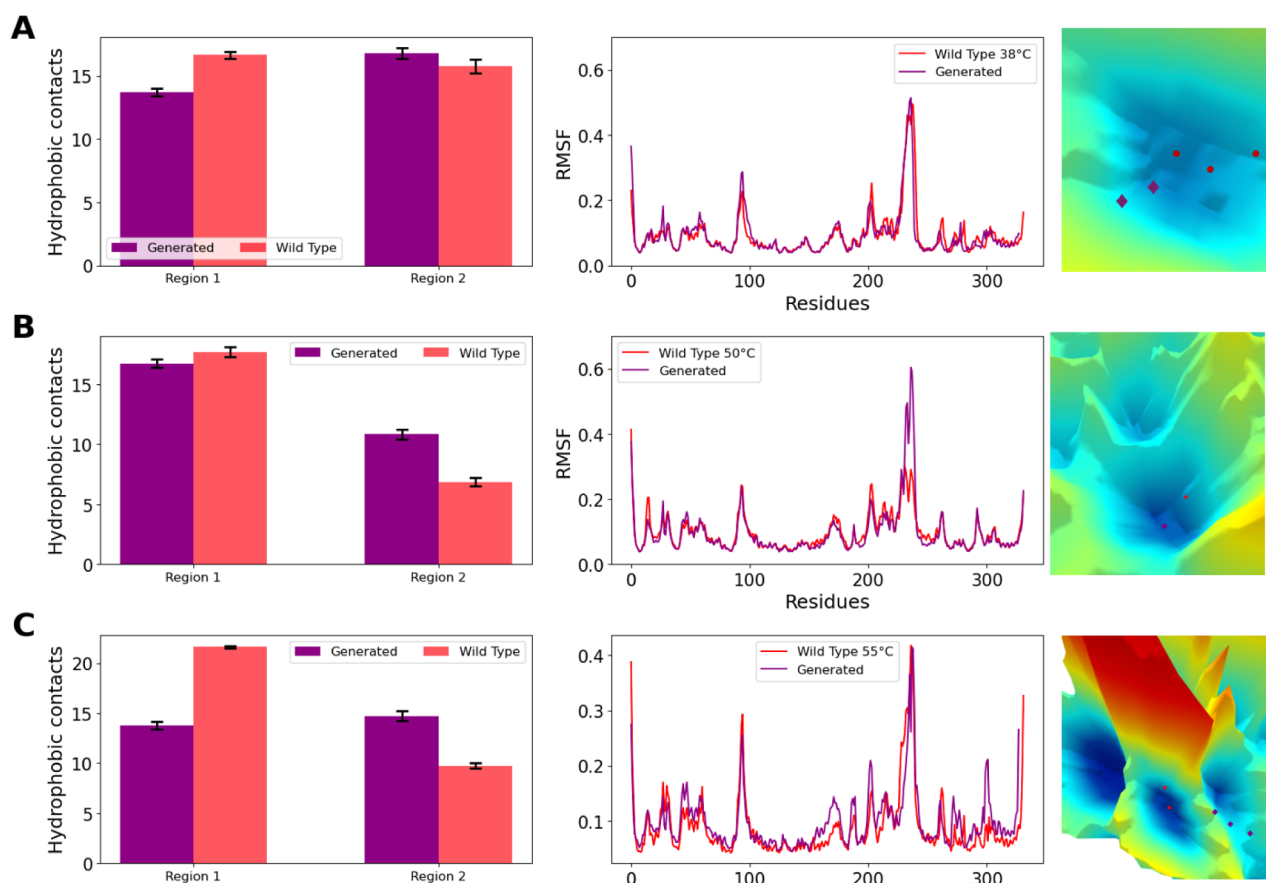 A
Hydrophobic contacts
15
10
5
0
Generated Wild Type
Region 1 Region 2
RMSF
0.6
0.4
0.2
0.0
Wild Type 38°C
Generated
0 100 200 300
Residues
B
Hydrophobic contacts
15
10
5
0
Generated Wild Type
Region 1 Region 2
RMSF
0.6
0.4
0.2
0.0
Wild Type 50°C
Generated
0 100 200 300
Residues
C
Hydrophobic contacts
20
15
10
5
0
Generated Wild Type
Region 1 Region 2
0.4
0.3
0.2
0.1
Wild Type 55°C
Generated
0 100 200 300